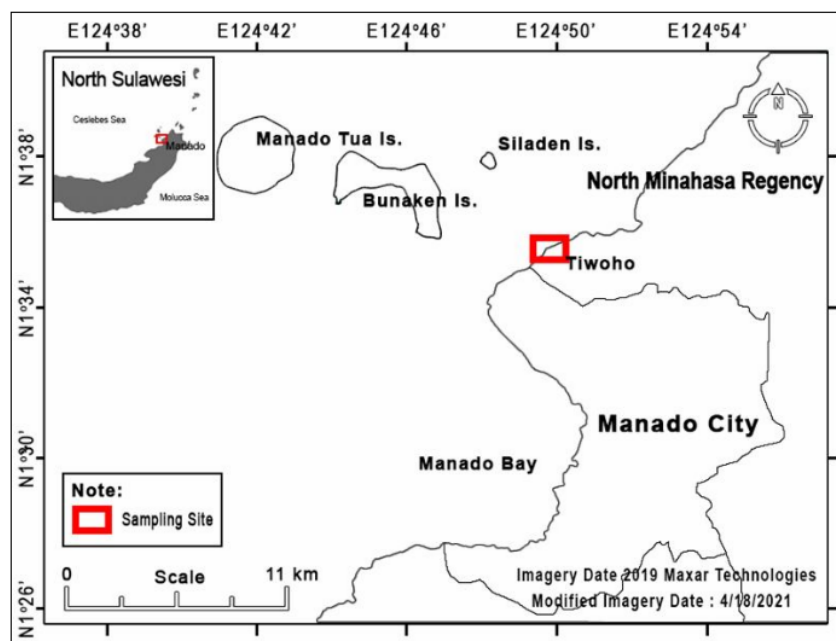 E124°38’ E124°42’ E124°46’ E124°50’ E124°54’
North Sulawesi
Ceslebes Sea
Manado
Molucca Sea
N
Manado Tua Is.
Siladen Is.
N1°38’
North Minahasa Regency
Bunaken Is.
Tiwoho
N1°34’
Manado City
N1°30’
Manado Bay
Note:
Sampling Site
0 Scale 11 km
Imagery Date 2019 Maxar Technologies
Modified Imagery Date : 4/18/2021
N1°26’